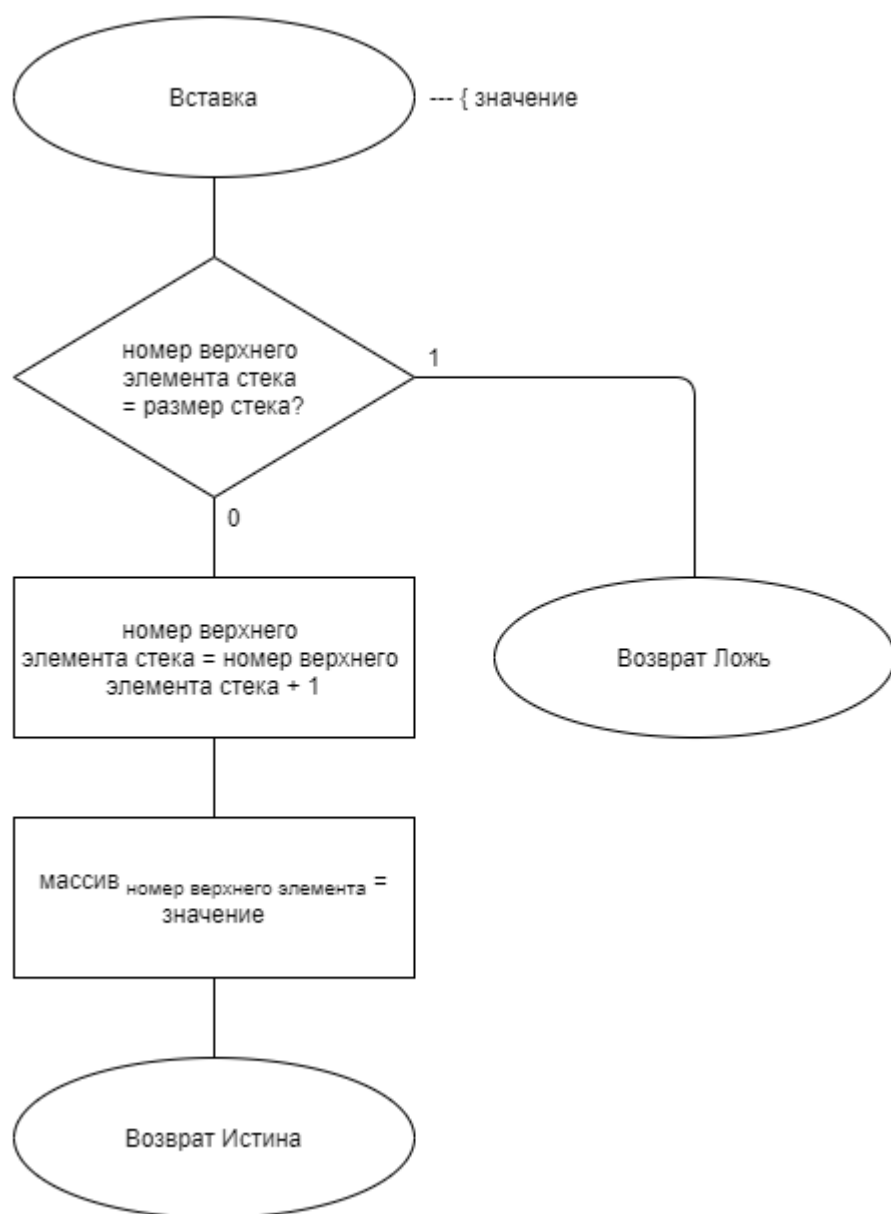 Вставка
--- { значение
номер верхнего
элемента стека
= размер стека?
1
0
номер верхнего
элемента стека = номер верхнего
элемента стека + 1
Возврат Ложь
массив номер верхнего элемента =
значение
Возврат Истина